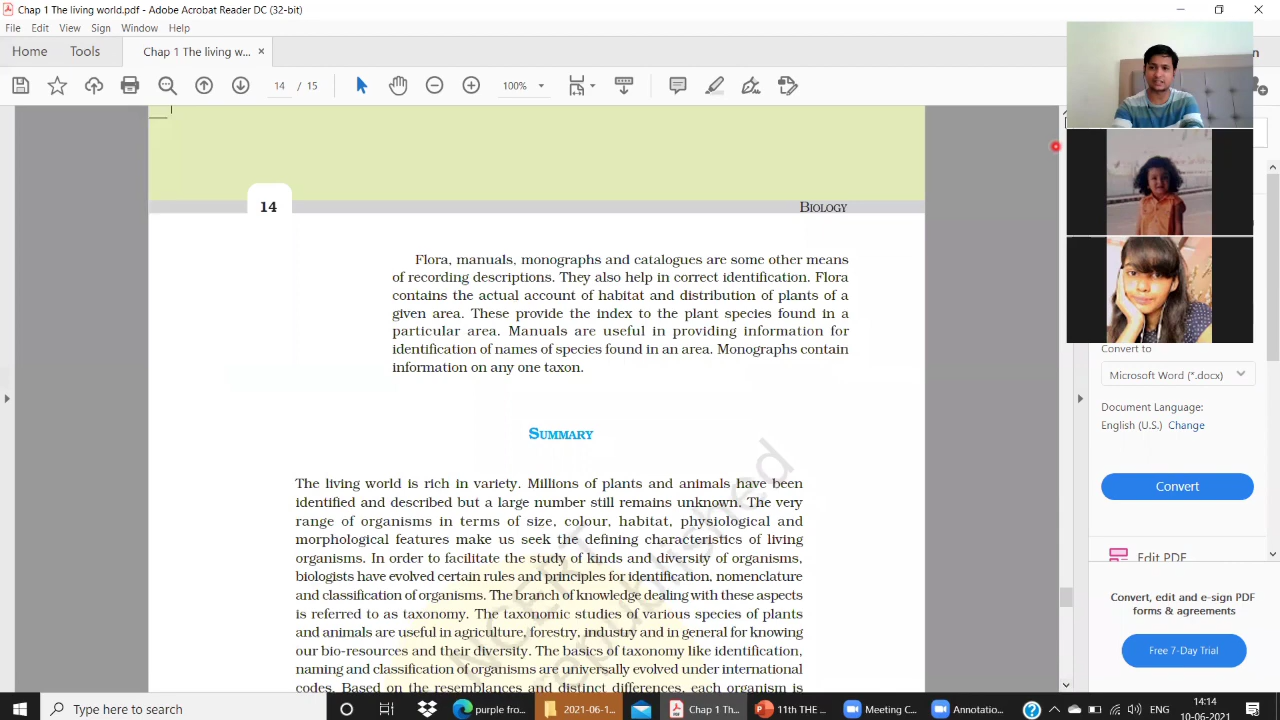 Chap 1 The living world.pdf - Adobe Acrobat Reader DC (32-bit)
File Edit View Sign Window Help
Home Tools Chap 1 The living w... ×
14 / 15 100%
14 BIOLOGY
Flora, manuals, monographs and catalogues are some other means
of recording descriptions. They also help in correct identification. Flora
contains the actual account of habitat and distribution of plants of a
given area. These provide the index to the plant species found in a
particular area. Manuals are useful in providing information for
identification of names of species found in an area. Monographs contain
information on any one taxon.
SUMMARY
The living world is rich in variety. Millions of plants and animals have been
identified and described but a large number still remains unknown. The very
range of organisms in terms of size, colour, habitat, physiological and
morphological features make us seek the defining characteristics of living
organisms. In order to facilitate the study of kinds and diversity of organisms,
biologists have evolved certain rules and principles for identification, nomenclature
and classification of organisms. The branch of knowledge dealing with these aspects
is referred to as taxonomy. The taxonomic studies of various species of plants
and animals are useful in agriculture, forestry, industry and in general for knowing
our bio-resources and their diversity. The basics of taxonomy like identification,
naming and classification of organisms are universally evolved under international
codes. Based on the resemblances and distinct differences, each organism is
Convert to
Microsoft Word (*.docx)
Document Language:
English (U.S.) Change
Convert
Edit PDF
Convert, edit and e-sign PDF
forms & agreements
Free 7-Day Trial
Type here to search
purple fro...
2021-06-1...
Chap 1 Th...
11th THE ...
Meeting C...
Annotatio...
ENG
14:14
10-06-2021